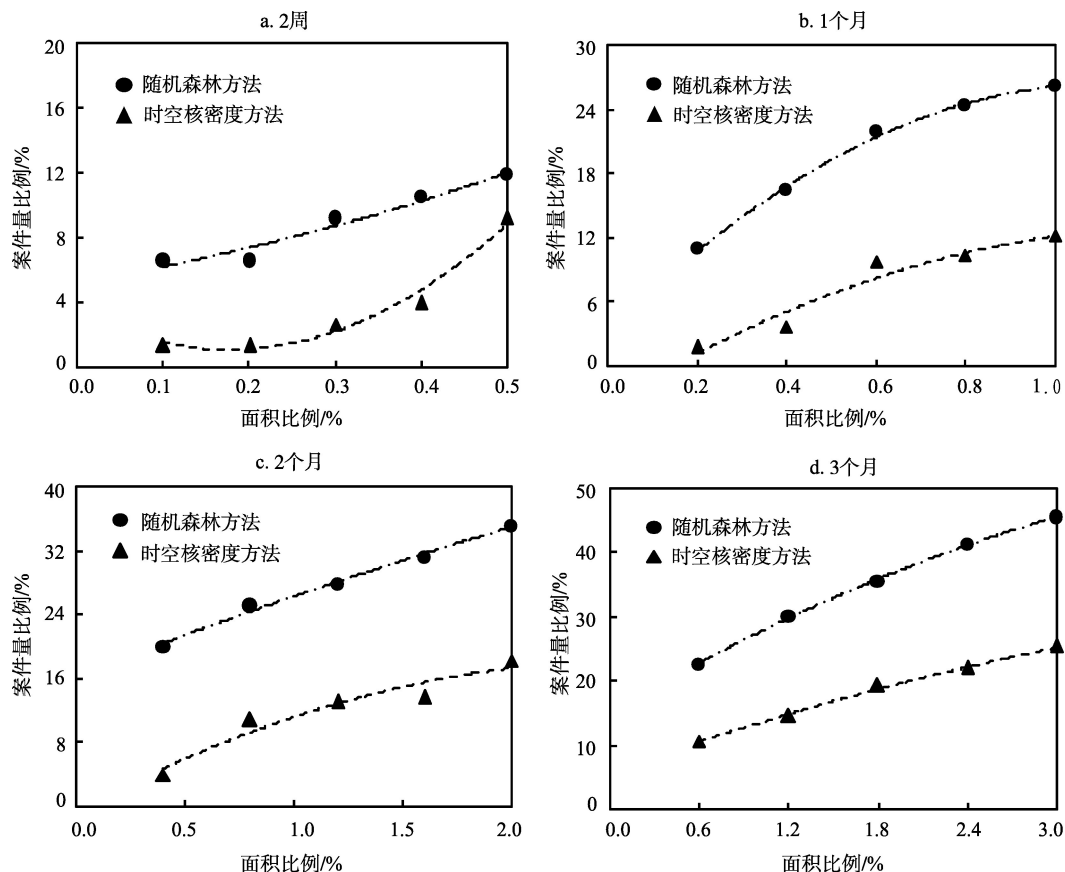 a. 2周
20
16
12
8
4
0
随机森林方法
时空核密度方法
案件量比例/%
0.0 0.1 0.2 0.3 0.4 0.5
面积比例/%
b. 1个月
30
24
18
12
6
0
随机森林方法
时空核密度方法
案件量比例/%
0.0 0.2 0.4 0.6 0.8 1.0
面积比例/%
c. 2个月
40
32
24
16
8
0
随机森林方法
时空核密度方法
案件量比例/%
0.0 0.5 1.0 1.5 2.0
面积比例/%
d. 3个月
50
40
30
20
10
0
随机森林方法
时空核密度方法
案件量比例/%
0.0 0.6 1.2 1.8 2.4 3.0
面积比例/%